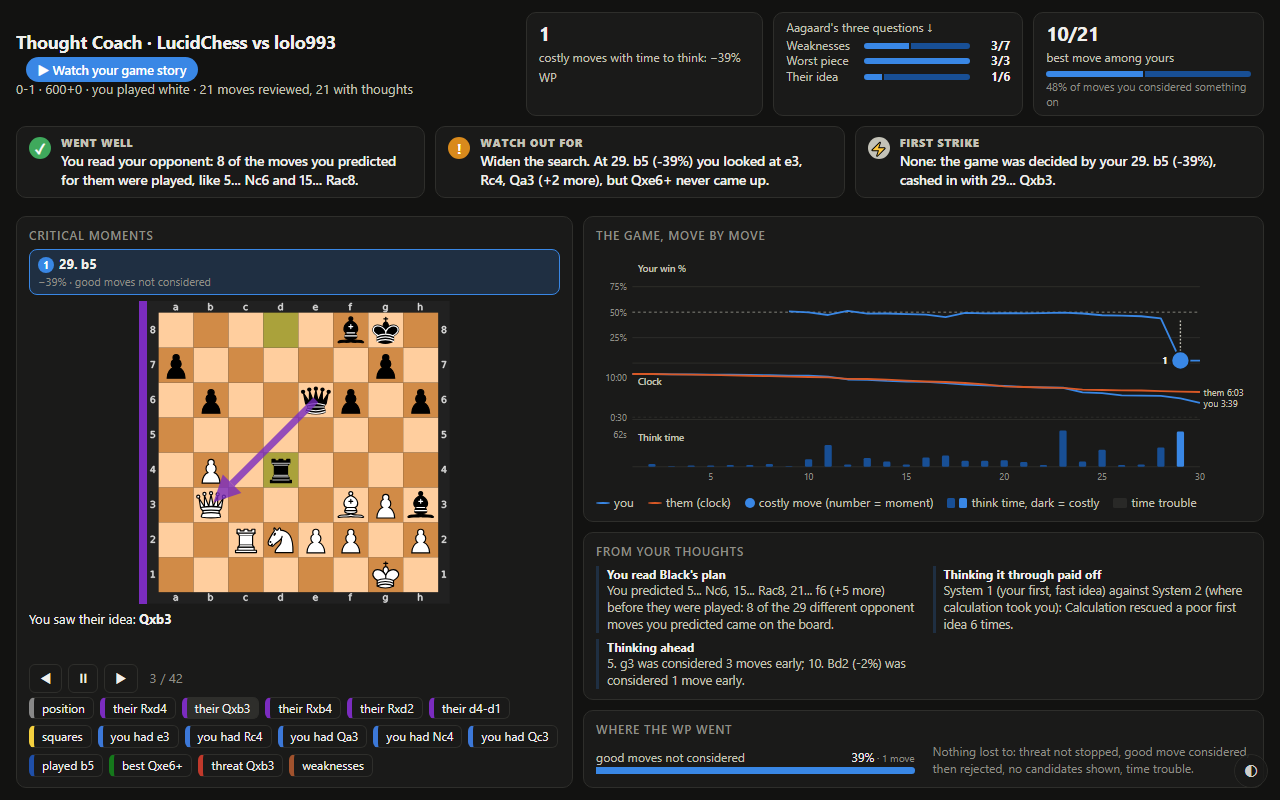 Thought Coach · LucidChess vs lolo993
▶ Watch your game story
0-1 · 600+0 · you played white · 21 moves reviewed, 21 with thoughts
1
costly moves with time to think: −39%
WP
Aagaard's three questions ↓
Weaknesses 3/7
Worst piece 3/3
Their idea 1/6
10/21
best move among yours
48% of moves you considered something
on
WENT WELL
You read your opponent: 8 of the moves you predicted
for them were played, like 5... Nc6 and 15... Rac8.
WATCH OUT FOR
Widen the search. At 29. b5 (-39%) you looked at e3,
Rc4, Qa3 (+2 more), but Qxe6+ never came up.
FIRST STRIKE
None: the game was decided by your 29. b5 (-39%),
cashed in with 29... Qxb3.
CRITICAL MOMENTS
1 29. b5
−39% · good moves not considered
a b c d e f g h
8 8
7 7
6 6
5 5
4 4
3 3
2 2
1 1
a b c d e f g h
You saw their idea: Qxb3
3 / 42
position their Rxd4 their Qxb3 their Rxb4 their Rxd2 their d4-d1
squares you had e3 you had Rc4 you had Qa3 you had Nc4 you had Qc3
played b5 best Qxe6+ threat Qxb3 weaknesses
THE GAME, MOVE BY MOVE
Your win %
75%
50%
25%
1
10:00
Clock
them 6:03
you 3:39
0:30
62s
Think time
5 10 15 20 25 30
you them (clock) costly move (number = moment) think time, dark = costly time trouble
FROM YOUR THOUGHTS
You read Black's plan
You predicted 5... Nc6, 15... Rac8, 21... f6 (+5 more)
before they were played: 8 of the 29 different opponent
moves you predicted came on the board.
Thinking it through paid off
System 1 (your first, fast idea) against System 2 (where
calculation took you): Calculation rescued a poor first
idea 6 times.
Thinking ahead
5. g3 was considered 3 moves early; 10. Bd2 (-2%) was
considered 1 move early.
WHERE THE WP WENT
good moves not considered 39% · 1 move
Nothing lost to: threat not stopped, good move considered
then rejected, no candidates shown, time trouble.